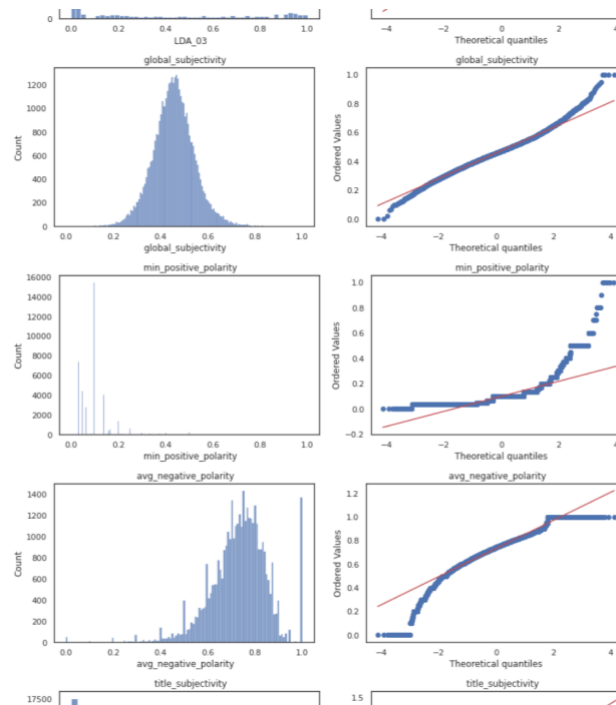 0
LDA_03
0.0 0.2 0.4 0.6 0.8 1.0
−4 −2 0 2 4
Theoretical quantiles
global_subjectivity
Count
1200
1000
800
600
400
200
0
0.0 0.2 0.4 0.6 0.8 1.0
global_subjectivity
global_subjectivity
Ordered Values
1.0
0.8
0.6
0.4
0.2
0.0
−4 −2 0 2 4
Theoretical quantiles
min_positive_polarity
Count
16000
14000
12000
10000
8000
6000
4000
2000
0
0.0 0.2 0.4 0.6 0.8 1.0
min_positive_polarity
min_positive_polarity
Ordered Values
1.0
0.8
0.6
0.4
0.2
0.0
−0.2
−4 −2 0 2 4
Theoretical quantiles
avg_negative_polarity
Count
1400
1200
1000
800
600
400
200
0
0.0 0.2 0.4 0.6 0.8 1.0
avg_negative_polarity
avg_negative_polarity
Ordered Values
1.2
1.0
0.8
0.6
0.4
0.2
0.0
−4 −2 0 2 4
Theoretical quantiles
title_subjectivity
17500
title_subjectivity
1.5